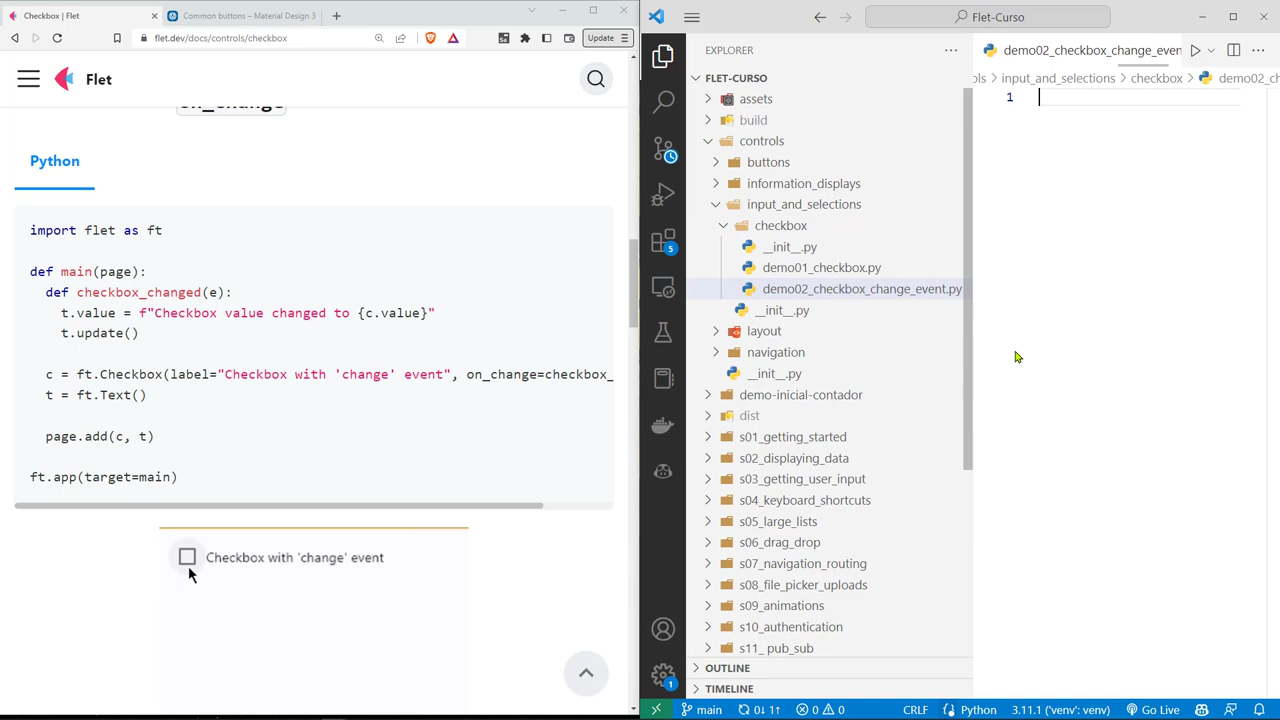 Checkbox | Flet
Common buttons – Material Design 3
flet.dev/docs/controls/checkbox
Update
Flet
on_change
Python
import flet as ft
def main(page):
def checkbox_changed(e):
t.value = f"Checkbox value changed to {c.value}"
t.update()
c = ft.Checkbox(label="Checkbox with 'change' event", on_change=checkbox_
t = ft.Text()
page.add(c, t)
ft.app(target=main)
Checkbox with 'change' event
Flet-Curso
EXPLORER
FLET-CURSO
assets
build
controls
buttons
information_displays
input_and_selections
checkbox
__init__.py
demo01_checkbox.py
demo02_checkbox_change_event.py
__init__.py
layout
navigation
__init__.py
demo-inicial-contador
dist
s01_getting_started
s02_displaying_data
s03_getting_user_input
s04_keyboard_shortcuts
s05_large_lists
s06_drag_drop
s07_navigation_routing
s08_file_picker_uploads
s09_animations
s10_authentication
s11_ pub_sub
OUTLINE
TIMELINE
5
1
demo02_checkbox_change_even
ols > input_and_selections > checkbox > demo02_ch
1
main 0↓ 1↑ 0 0 CRLF Python 3.11.1 ('venv': venv) Go Live